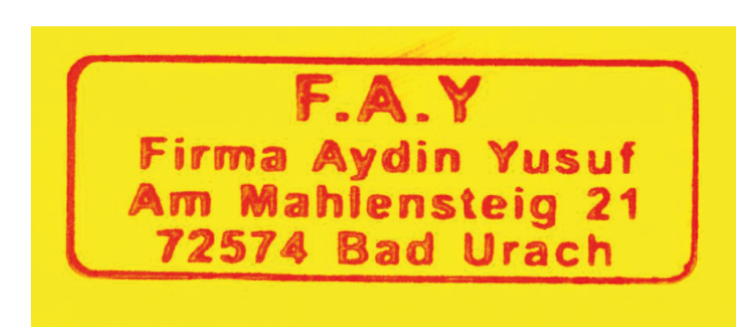 F.A.Y
Firma Aydin Yusuf
Am Mahlensteig 21
72574 Bad Urach